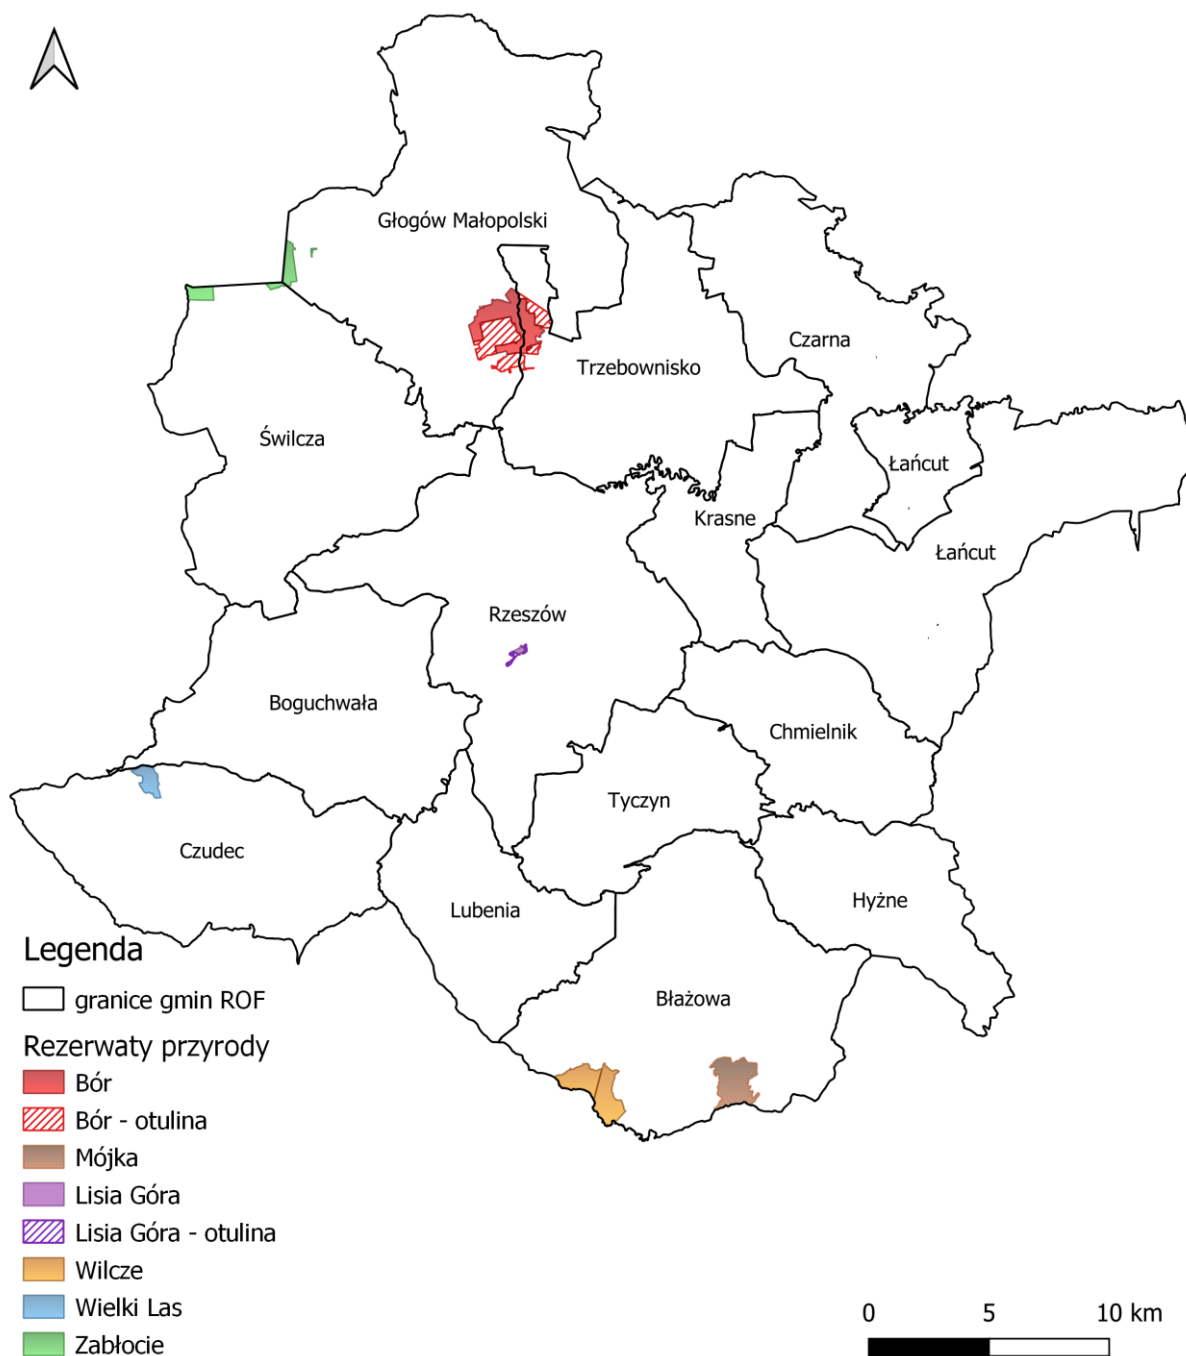 Głogów Małopolski
Czarna
Trzebownisko
Świlcza
Łańcut
Krasne
Łańcut
Rzeszów
Boguchwała
Chmielnik
Tyczyn
Czudec
Hyżne
Lubenia
Błażowa
Legenda
granice gmin ROF
Rezerwaty przyrody
Bór
Bór - otulina
Mójka
Lisia Góra
Lisia Góra - otulina
Wilcze
Wielki Las
Zabłocie
0 5 10 km